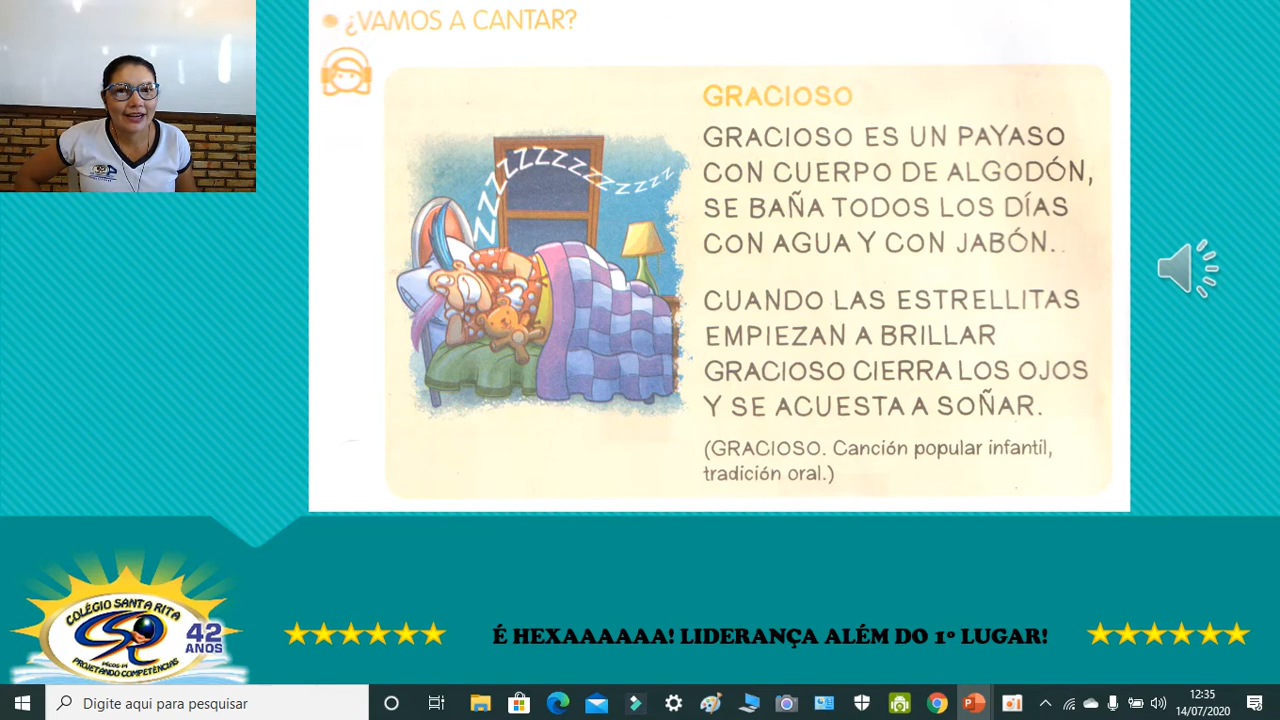 ¿VAMOS A CANTAR?
GRACIOSO
GRACIOSO ES UN PAYASO
CON CUERPO DE ALGODÓN,
SE BAÑA TODOS LOS DÍAS
CON AGUA Y CON JABÓN.
CUANDO LAS ESTRELLITAS
EMPIEZAN A BRILLAR
GRACIOSO CIERRA LOS OJOS
Y SE ACUESTA A SOÑAR.
(GRACIOSO. Canción popular infantil,
tradición oral.)
ZZZZZZZZZZZZZZZZZZ
COLÉGIO SANTA RITA
42
ANOS
PICOS-PI
PROJETANDO COMPETÊNCIAS
É HEXAAAAAA! LIDERANÇA ALÉM DO 1º LUGAR!
Digite aqui para pesquisar
12:35
14/07/2020